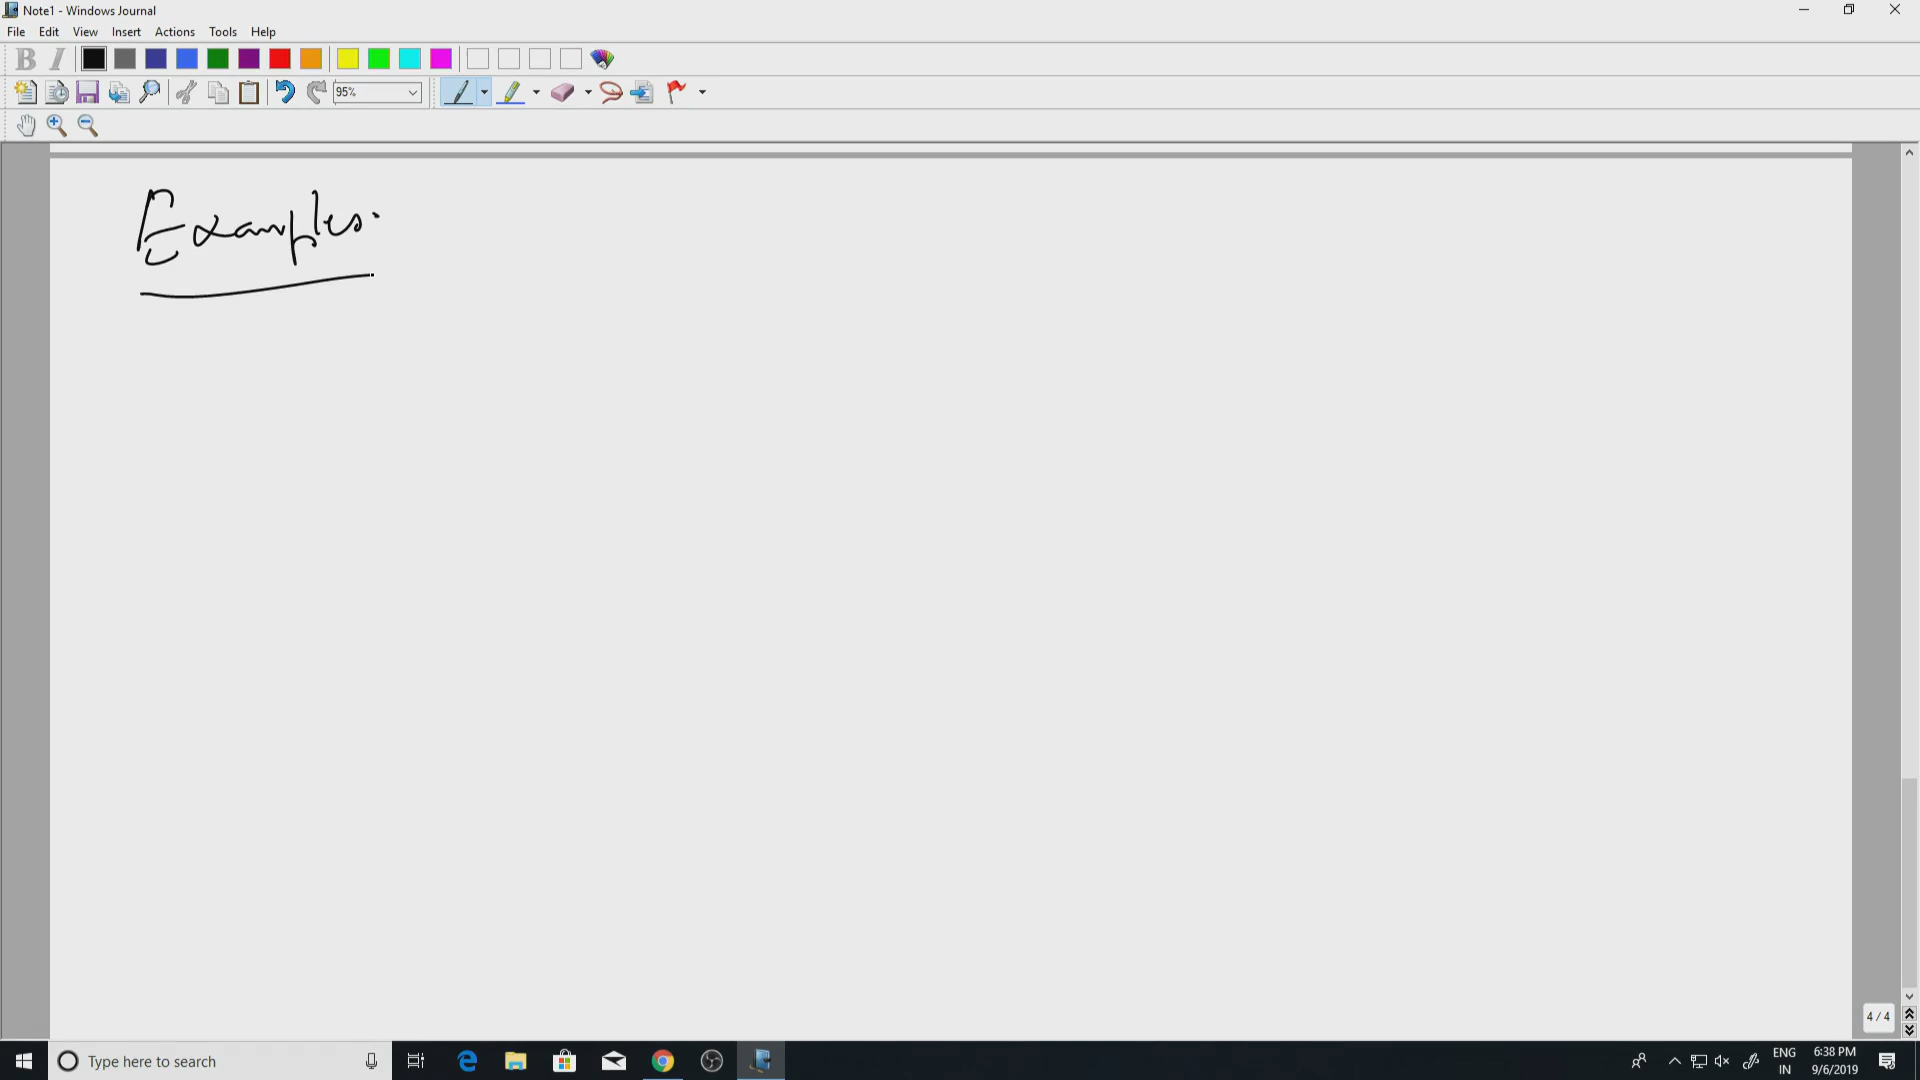 Note1 - Windows Journal
File Edit View Insert Actions Tools Help
B I
95%
Examples.
4 / 4
Type here to search
ENG
IN
6:38 PM
9/6/2019